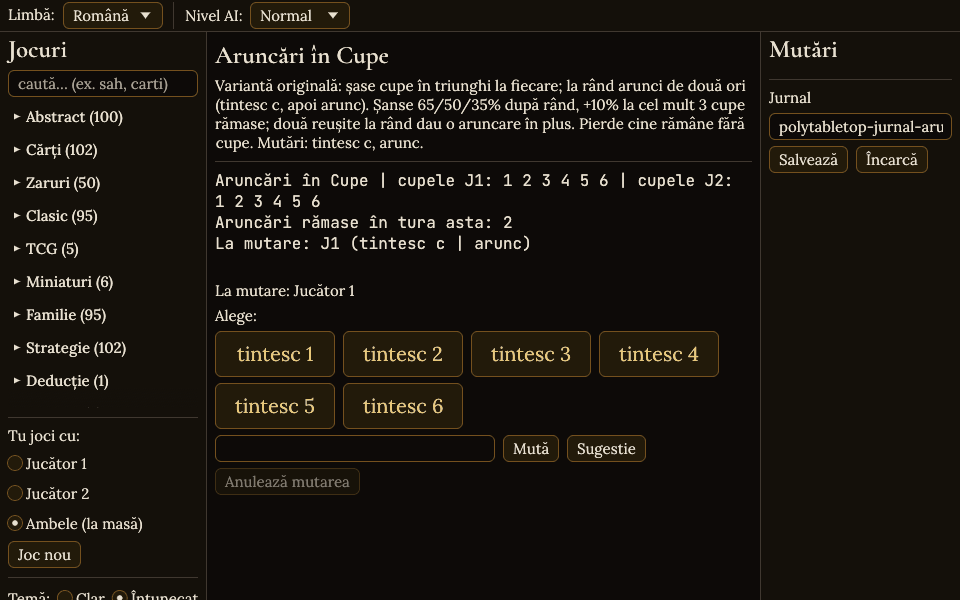 Limbă: Română Nivel AI: Normal
Jocuri
caută... (ex. sah, carti)
Abstract (100)
Cărți (102)
Zaruri (50)
Clasic (95)
TCG (5)
Miniaturi (6)
Familie (95)
Strategie (102)
Deducție (1)
Tu joci cu:
Jucător 1
Jucător 2
Ambele (la masă)
Joc nou
Temă: Clar Întunecat
Aruncări în Cupe
Variantă originală: șase cupe în triunghi la fiecare; la rând arunci de două ori
(tintesc c, apoi arunc). Șanse 65/50/35% după rând, +10% la cel mult 3 cupe
rămase; două reușite la rând dau o aruncare în plus. Pierde cine rămâne fără
cupe. Mutări: tintesc c, arunc.
Aruncări în Cupe | cupele J1: 1 2 3 4 5 6 | cupele J2:
1 2 3 4 5 6
Aruncări rămase în tura asta: 2
La mutare: J1 (tintesc c | arunc)
La mutare: Jucător 1
Alege:
tintesc 1 tintesc 2 tintesc 3 tintesc 4
tintesc 5 tintesc 6
Mută Sugestie
Anulează mutarea
Mutări
Jurnal
polytabletop-jurnal-aru
Salvează Încarcă